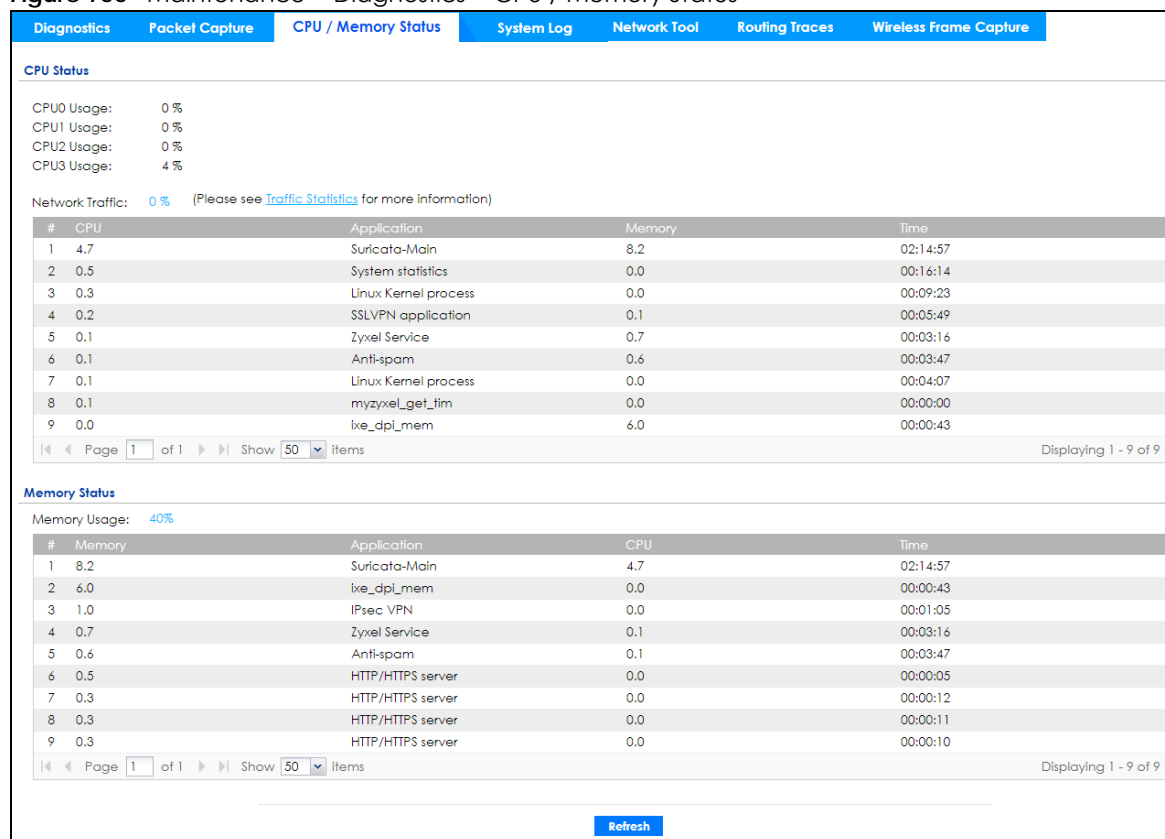 Diagnostics Packet Capture CPU / Memory Status System Log Network Tool Routing Traces Wireless Frame Capture
CPU Status
CPU0 Usage: 0 %
CPU1 Usage: 0 %
CPU2 Usage: 0 %
CPU3 Usage: 4 %
Network Traffic: 0 % (Please see Traffic Statistics for more information)
# CPU Application Memory Time
1 4.7 Suricata-Main 8.2 02:14:57
2 0.5 System statistics 0.0 00:16:14
3 0.3 Linux Kernel process 0.0 00:09:23
4 0.2 SSLVPN application 0.1 00:05:49
5 0.1 Zyxel Service 0.7 00:03:16
6 0.1 Anti-spam 0.6 00:03:47
7 0.1 Linux Kernel process 0.0 00:04:07
8 0.1 myzyxel_get_tim 0.0 00:00:00
9 0.0 ixe_dpi_mem 6.0 00:00:43
Page 1 of 1 Show 50 items Displaying 1 - 9 of 9
Memory Status
Memory Usage: 40%
# Memory Application CPU Time
1 8.2 Suricata-Main 4.7 02:14:57
2 6.0 ixe_dpi_mem 0.0 00:00:43
3 1.0 IPsec VPN 0.0 00:01:05
4 0.7 Zyxel Service 0.1 00:03:16
5 0.6 Anti-spam 0.1 00:03:47
6 0.5 HTTP/HTTPS server 0.0 00:00:05
7 0.3 HTTP/HTTPS server 0.0 00:00:12
8 0.3 HTTP/HTTPS server 0.0 00:00:11
9 0.3 HTTP/HTTPS server 0.0 00:00:10
Page 1 of 1 Show 50 items Displaying 1 - 9 of 9
Refresh